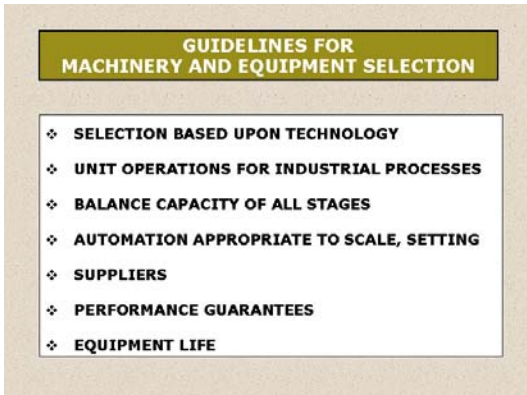 GUIDELINES FOR
MACHINERY AND EQUIPMENT SELECTION
❖ SELECTION BASED UPON TECHNOLOGY
❖ UNIT OPERATIONS FOR INDUSTRIAL PROCESSES
❖ BALANCE CAPACITY OF ALL STAGES
❖ AUTOMATION APPROPRIATE TO SCALE, SETTING
❖ SUPPLIERS
❖ PERFORMANCE GUARANTEES
❖ EQUIPMENT LIFE